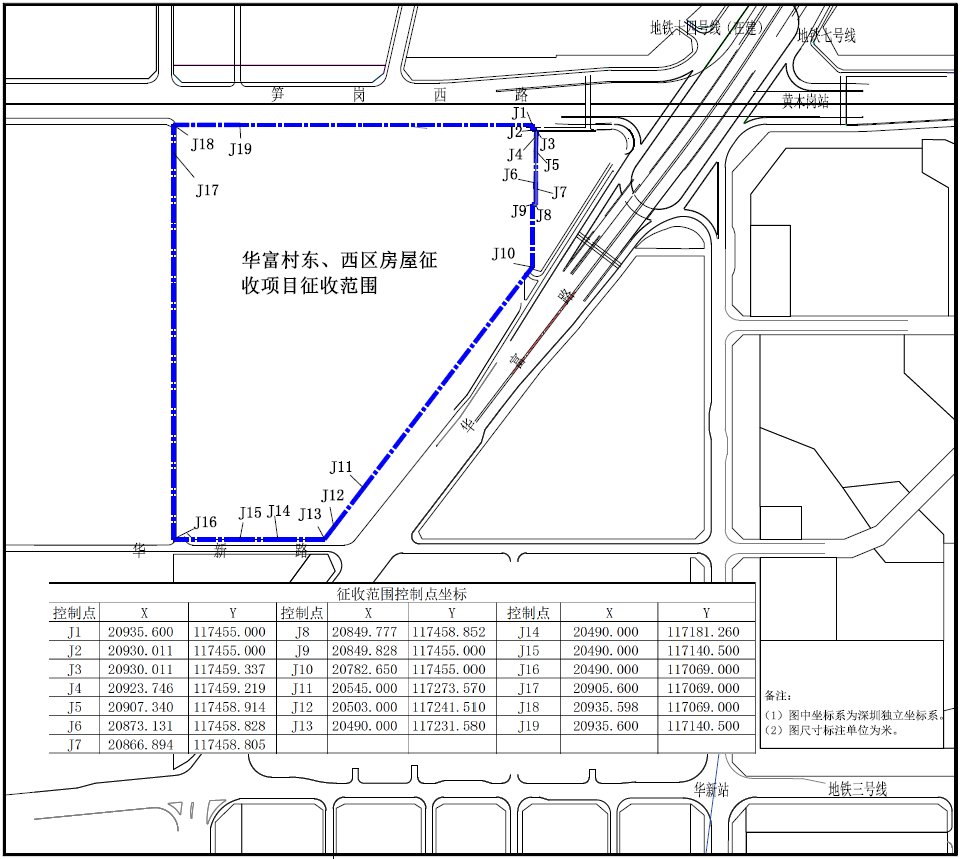 地铁十四号线（在建）
地铁七号线
笋 岗 西 路
黄木岗站
J1
J2
J3
J4
J5
J6
J7
J8
J9
J10
J18
J19
J17
华富村东、西区房屋征
收项目征收范围
华 富 路
J11
J12
J13
J14
J15
J16
华 新 路
征收范围控制点坐标
控制点 X Y 控制点 X Y 控制点 X Y
J1 20935.600 117455.000 J8 20849.777 117458.852 J14 20490.000 117181.260
J2 20930.011 117455.000 J9 20849.828 117455.000 J15 20490.000 117140.500
J3 20930.011 117459.337 J10 20782.650 117455.000 J16 20490.000 117069.000
J4 20923.746 117459.219 J11 20545.000 117273.570 J17 20905.600 117069.000
J5 20907.340 117458.914 J12 20503.000 117241.510 J18 20935.598 117069.000
J6 20873.131 117458.828 J13 20490.000 117231.580 J19 20935.600 117140.500
J7 20866.894 117458.805
备注：
（1）图中坐标系为深圳独立坐标系。
（2）图尺寸标注单位为米。
华新站
地铁三号线